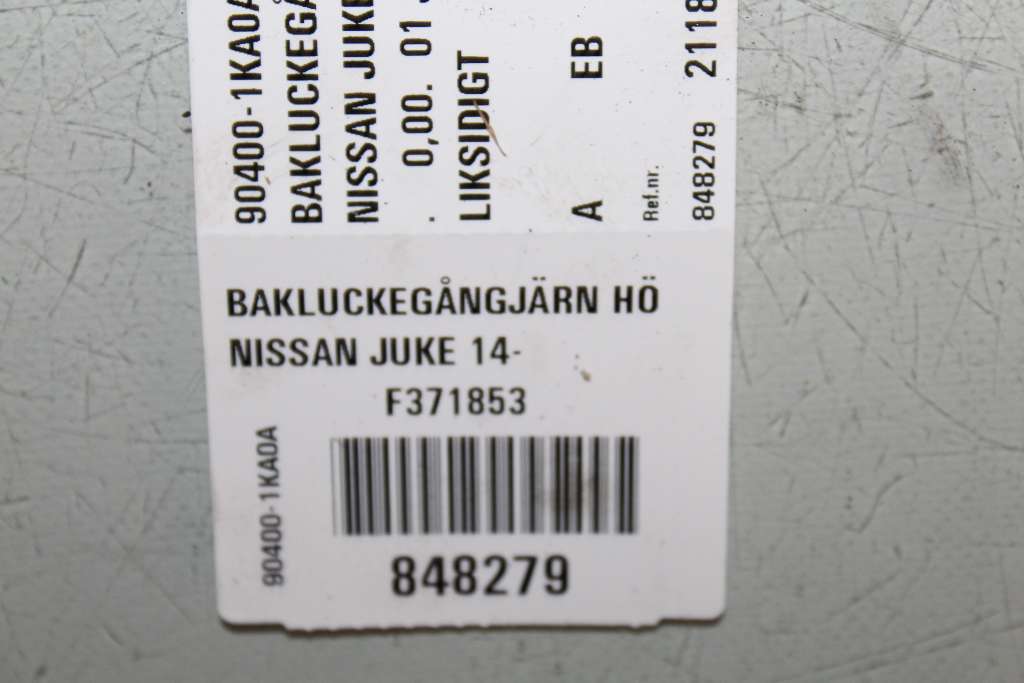 90400-1KA0A
BAKLUCKEGÅ
NISSAN JUKE
. 0,00. 01
LIKSIDIGT
A EB
Ref.nr.
848279 2118
BAKLUCKEGÅNGJÄRN HÖ
NISSAN JUKE 14-
F371853
90400-1KA0A
848279